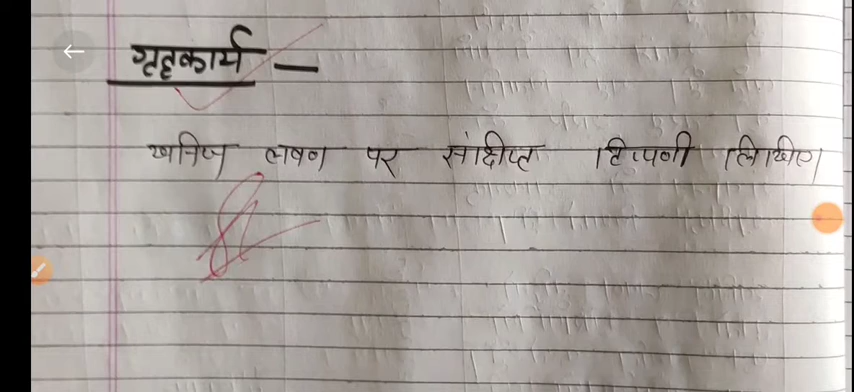 गृहकार्य —
खनिज लवण पर संक्षिप्त टिप्पणी लिखिए